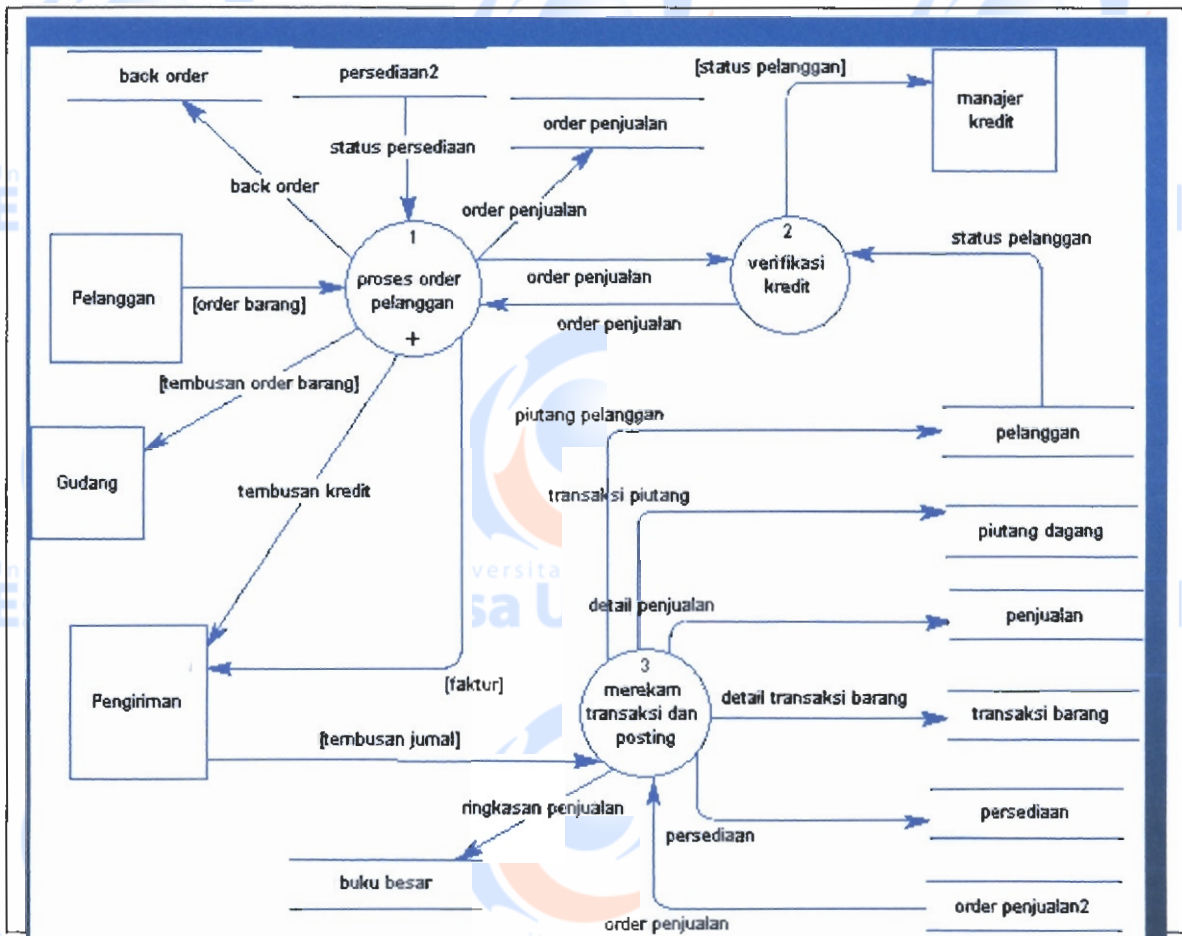 back order
persediaan2
[status pelanggan]
manajer
kredit
order penjualan
status persediaan
back order
order penjualan
1
proses order
pelanggan
+
2
verifikasi
kredit
status pelanggan
Pelanggan
[order barang]
order penjualan
order penjualan
[tembusan order barang]
Gudang
tembusan kredit
piutang pelanggan
pelanggan
transaksi piutang
piutang dagang
detail penjualan
penjualan
Pengiriman
[faktur]
3
merekam
transaksi dan
posting
detail transaksi barang
transaksi barang
[tembusan jurnal]
ringkasan penjualan
persediaan
persediaan
buku besar
order penjualan
order penjualan2
versita
sa U